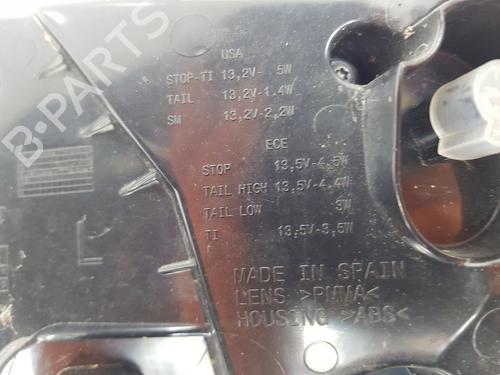 USA
STOP-TI 13,2V- 5W
TAIL 13,2V-1.4W
SM 13,2V-2,2W
ECE
STOP 13,5V-4,5W
TAIL HIGH 13,5V-4,4W
TAIL LOW 3W
TI 13,5V-3,5W
L
MADE IN SPAIN
LENS >PMMA<
HOUSING >ABS<
B-PARTS